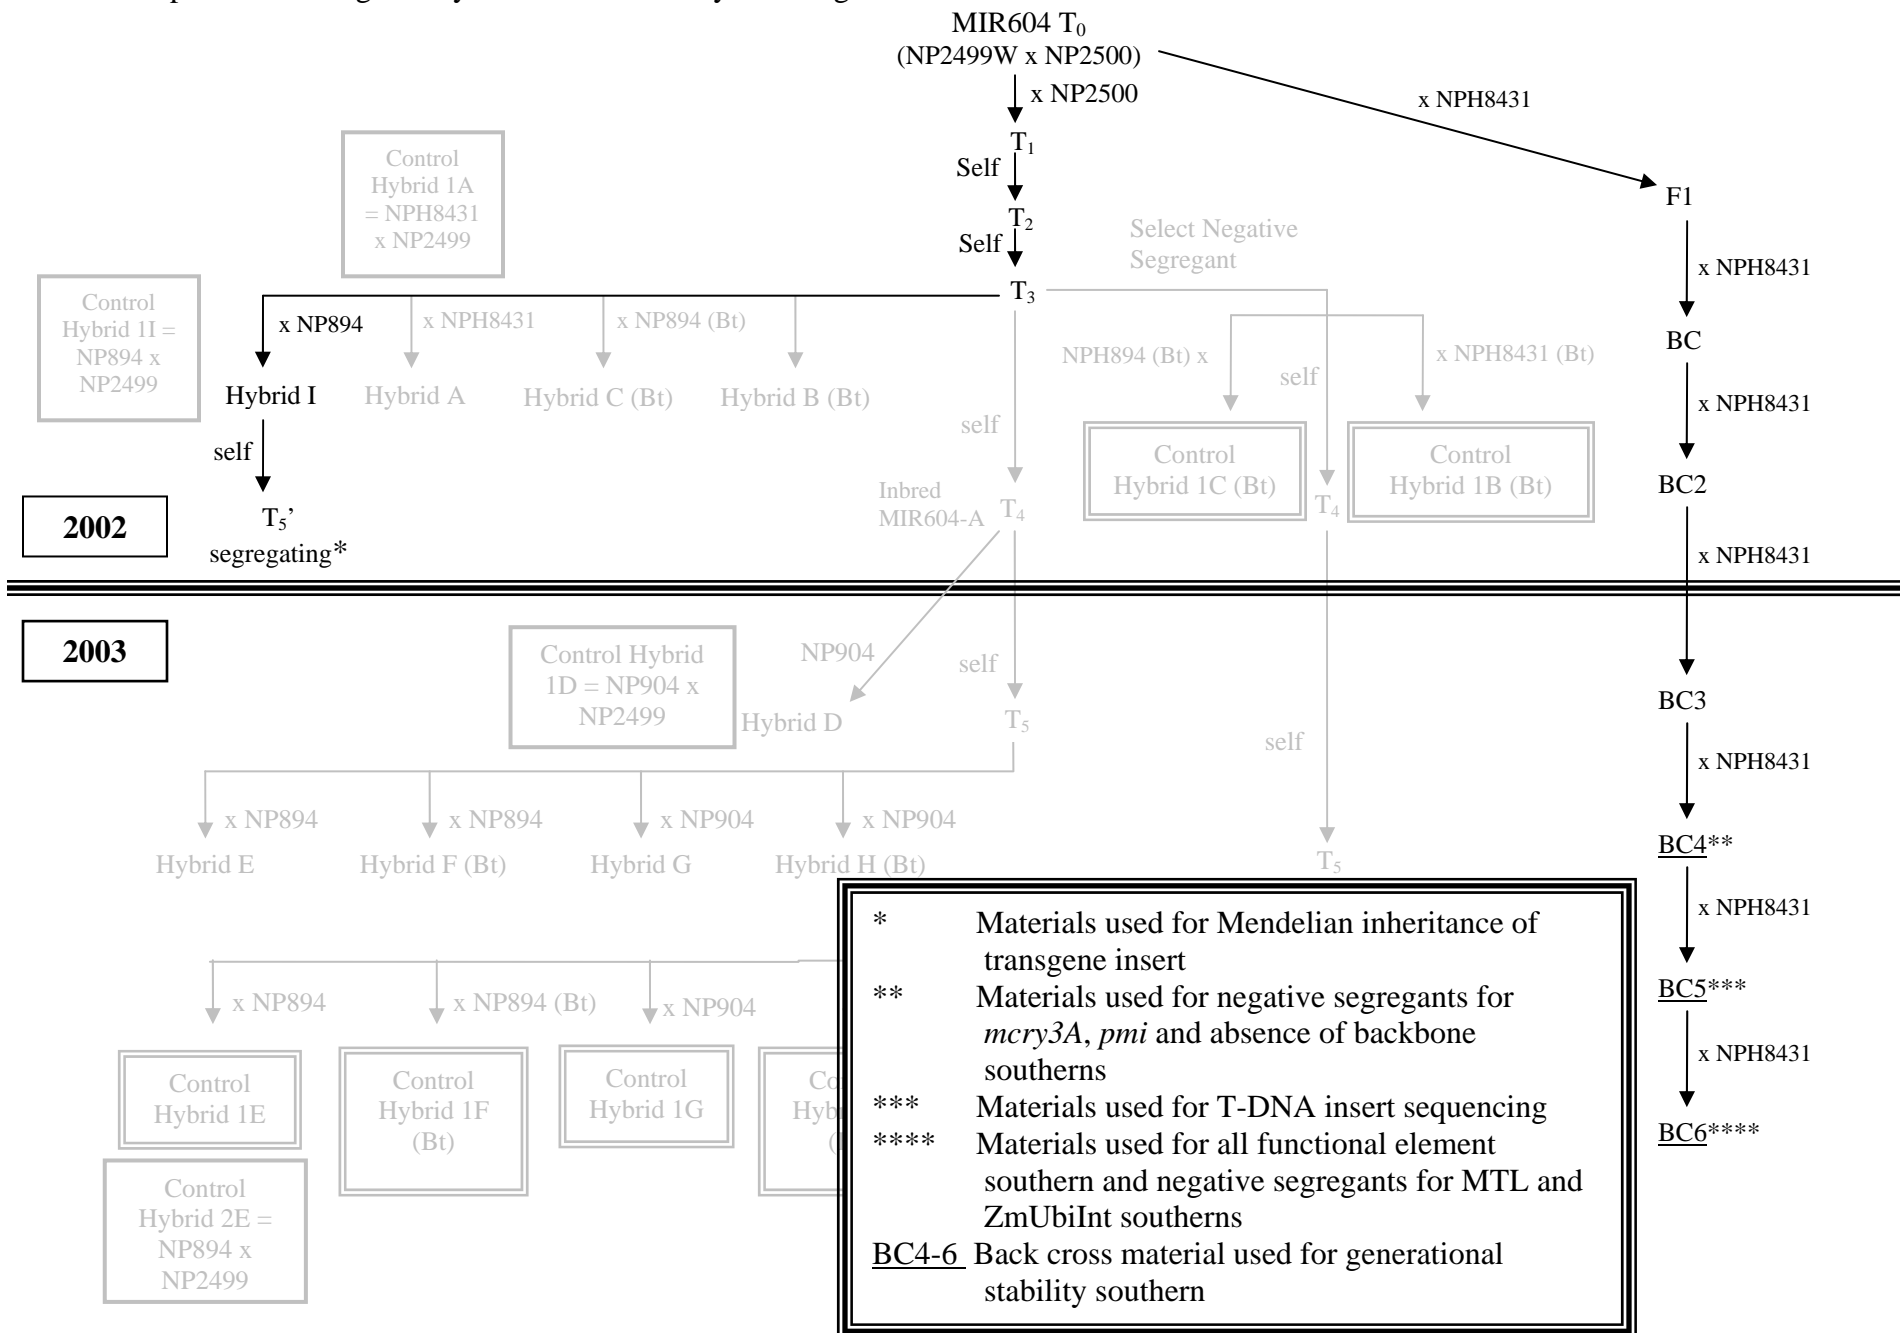 MIR604 T₀
(NP2499W x NP2500)
x NP2500
x NPH8431
T₁
Self
T₂
Self
T₃
F1
x NPH8431
BC
x NPH8431
BC2
x NPH8431
Control
Hybrid 1A
= NPH8431
x NP2499
Control
Hybrid 1I =
NP894 x
NP2499
Select Negative
Segregant
x NP894
x NPH8431
x NP894 (Bt)
Hybrid I
Hybrid A
Hybrid C (Bt)
Hybrid B (Bt)
NPH894 (Bt) x
self
x NPH8431 (Bt)
self
self
T₅’
segregating*
Inbred
MIR604-A
T₄
Control
Hybrid 1C (Bt)
T₄
Control
Hybrid 1B (Bt)
2002
2003
Control Hybrid
1D = NP904 x
NP2499
NP904
self
Hybrid D
T₅
self
BC3
x NPH8431
x NP894
x NP894
x NP904
x NP904
Hybrid E
Hybrid F (Bt)
Hybrid G
Hybrid H (Bt)
T₅
BC4**
x NPH8431
BC5***
x NPH8431
BC6****
x NP894
x NP894 (Bt)
x NP904
Control
Hybrid 1E
Control
Hybrid 1F
(Bt)
Control
Hybrid 1G
Control
Hybrid 2E =
NP894 x
NP2499
* Materials used for Mendelian inheritance of
transgene insert
** Materials used for negative segregants for
mcry3A, pmi and absence of backbone
southerns
*** Materials used for T-DNA insert sequencing
**** Materials used for all functional element
southern and negative segregants for MTL and
ZmUbiInt southerns
BC4-6 Back cross material used for generational
stability southern